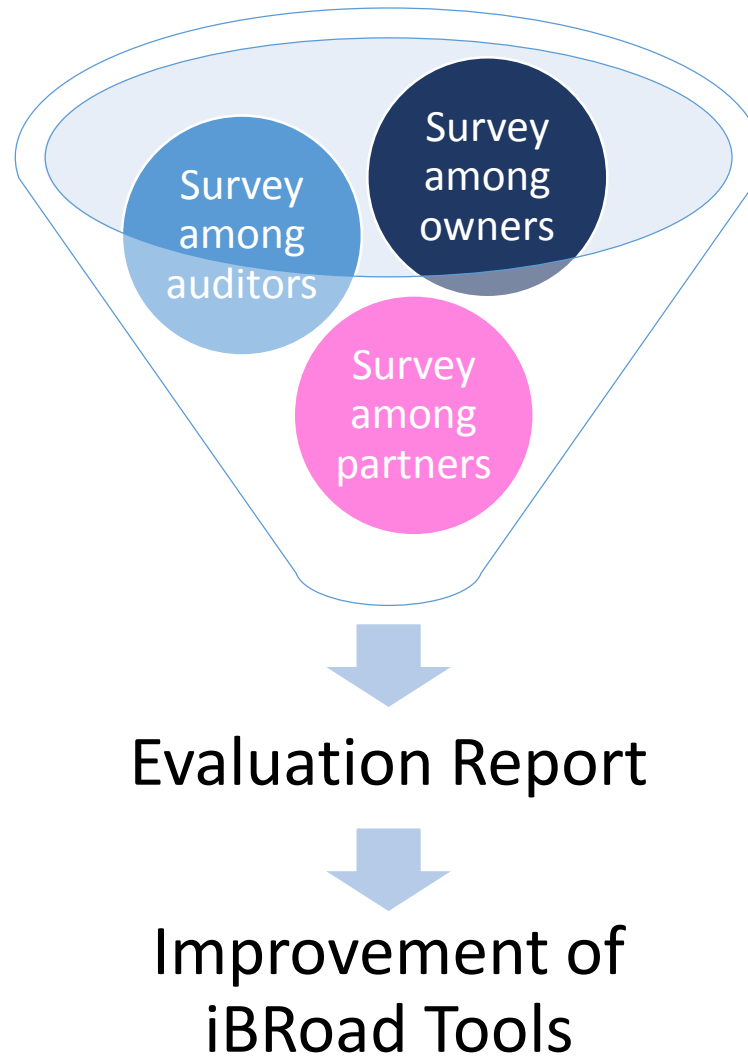 Survey
among
auditors
Survey
among
owners
Survey
among
partners
Evaluation Report
Improvement of
iBRoad Tools